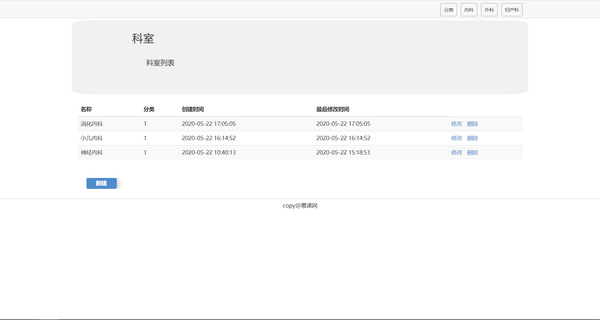 分类 内科 外科 妇产科
科室
科室列表
名称 分类 创建时间 最后修改时间
消化内科 1 2020-05-22 17:05:05 2020-05-22 17:05:05 修改 删除
小儿内科 1 2020-05-22 16:14:52 2020-05-22 16:14:52 修改 删除
神经内科 1 2020-05-22 10:40:13 2020-05-22 15:18:51 修改 删除
新建
copy@慕课网